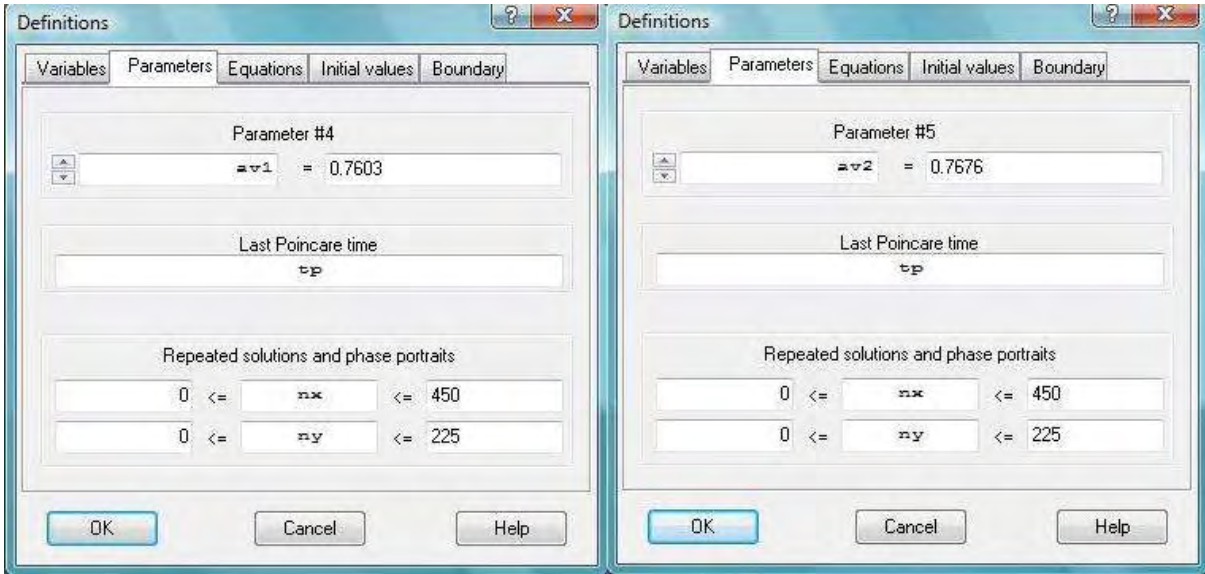 Definitions
Variables Parameters Equations Initial values Boundary
Parameter #4
av1 = 0.7603
Last Poincare time
tp
Repeated solutions and phase portraits
0 <= nx <= 450
0 <= ny <= 225
OK Cancel Help
Definitions
Variables Parameters Equations Initial values Boundary
Parameter #5
av2 = 0.7676
Last Poincare time
tp
Repeated solutions and phase portraits
0 <= nx <= 450
0 <= ny <= 225
OK Cancel Help